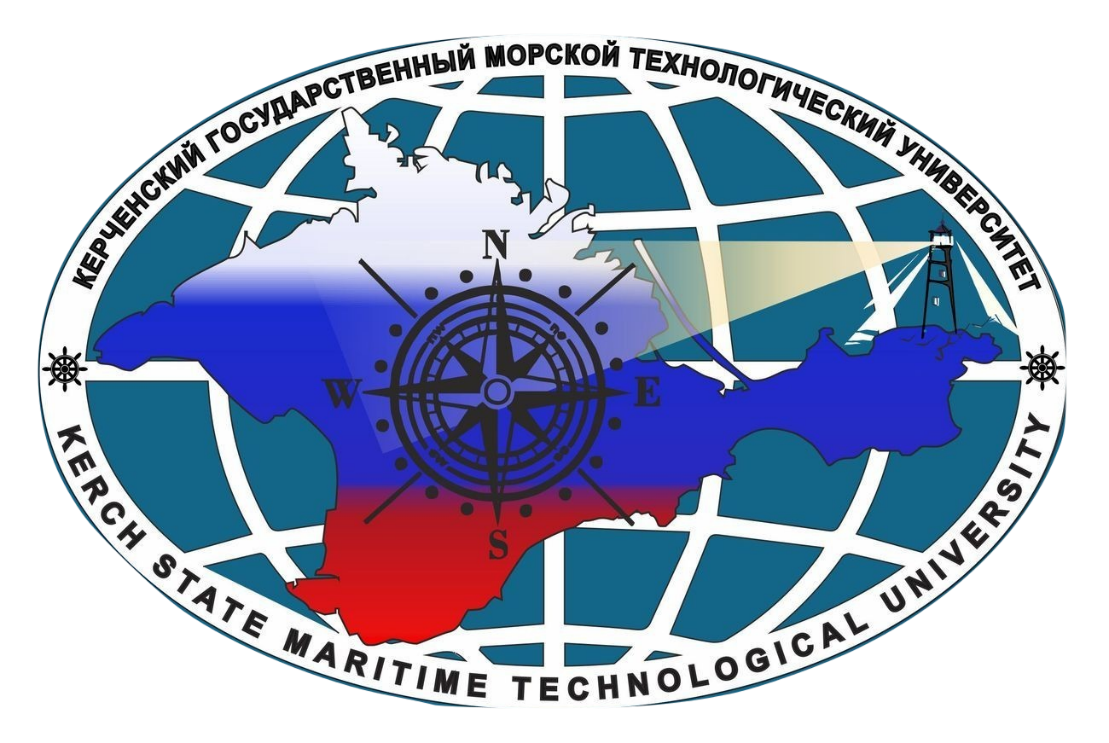 КЕРЧЕНСКИЙ ГОСУДАРСТВЕННЫЙ МОРСКОЙ ТЕХНОЛОГИЧЕСКИЙ УНИВЕРСИТЕТ
N
W E
S
KERCH STATE MARITIME TECHNOLOGICAL UNIVERSITY